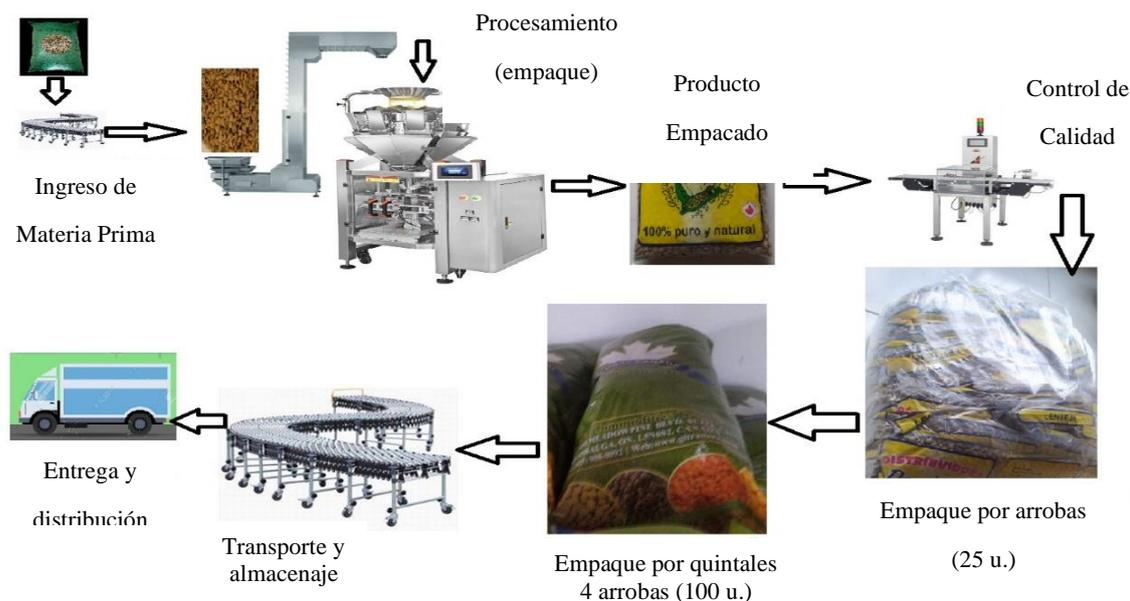 Procesamiento
(empaque)
Producto
Empacado
Control de
Calidad
Ingreso de
Materia Prima
100% puro y natural
DISTRIBUIDOR
Entrega y
distribución
Transporte y
almacenaje
Empaque por quintales
4 arrobas (100 u.)
Empaque por arrobas
(25 u.)